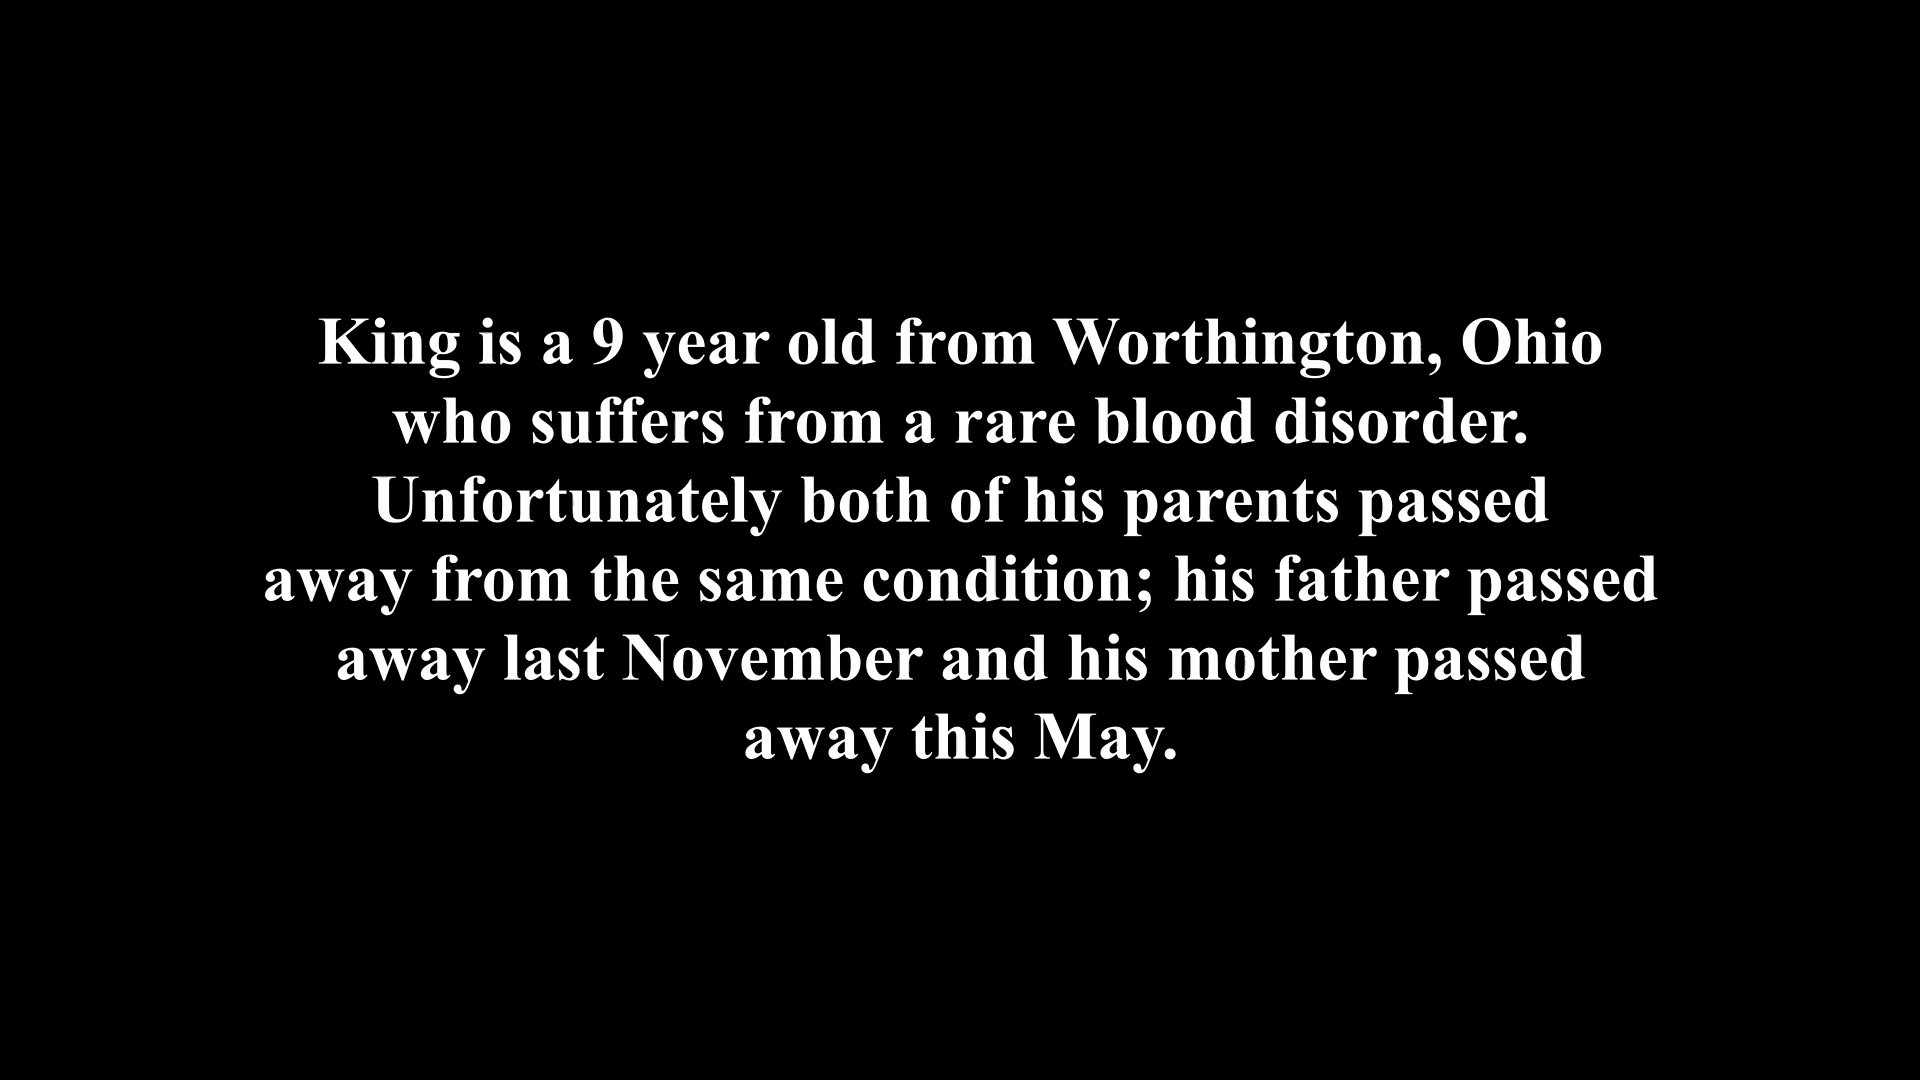 King is a 9 year old from Worthington, Ohio
who suffers from a rare blood disorder.
Unfortunately both of his parents passed
away from the same condition; his father passed
away last November and his mother passed
away this May.